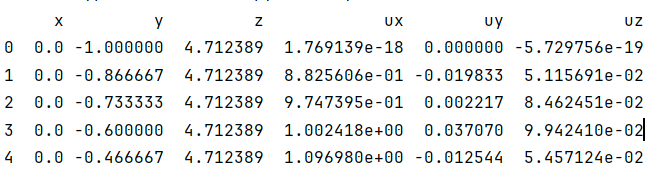 x y z ux uy uz
0 0.0 -1.000000 4.712389 1.769139e-18 0.000000 -5.729756e-19
1 0.0 -0.866667 4.712389 8.825606e-01 -0.019833 5.115691e-02
2 0.0 -0.733333 4.712389 9.747395e-01 0.002217 8.462451e-02
3 0.0 -0.600000 4.712389 1.002418e+00 0.037070 9.942410e-02
4 0.0 -0.466667 4.712389 1.096980e+00 -0.012544 5.457124e-02